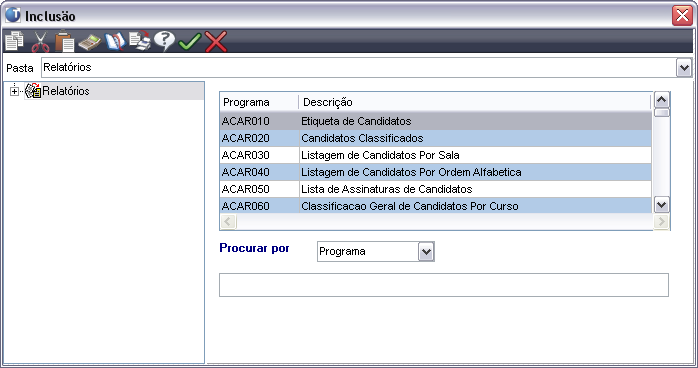 Inclusão
Pasta Relatórios
Relatórios
Programa Descrição
ACAR010 Etiqueta de Candidatos
ACAR020 Candidatos Classificados
ACAR030 Listagem de Candidatos Por Sala
ACAR040 Listagem de Candidatos Por Ordem Alfabetica
ACAR050 Lista de Assinaturas de Candidatos
ACAR060 Classificacao Geral de Candidatos Por Curso
Procurar por Programa